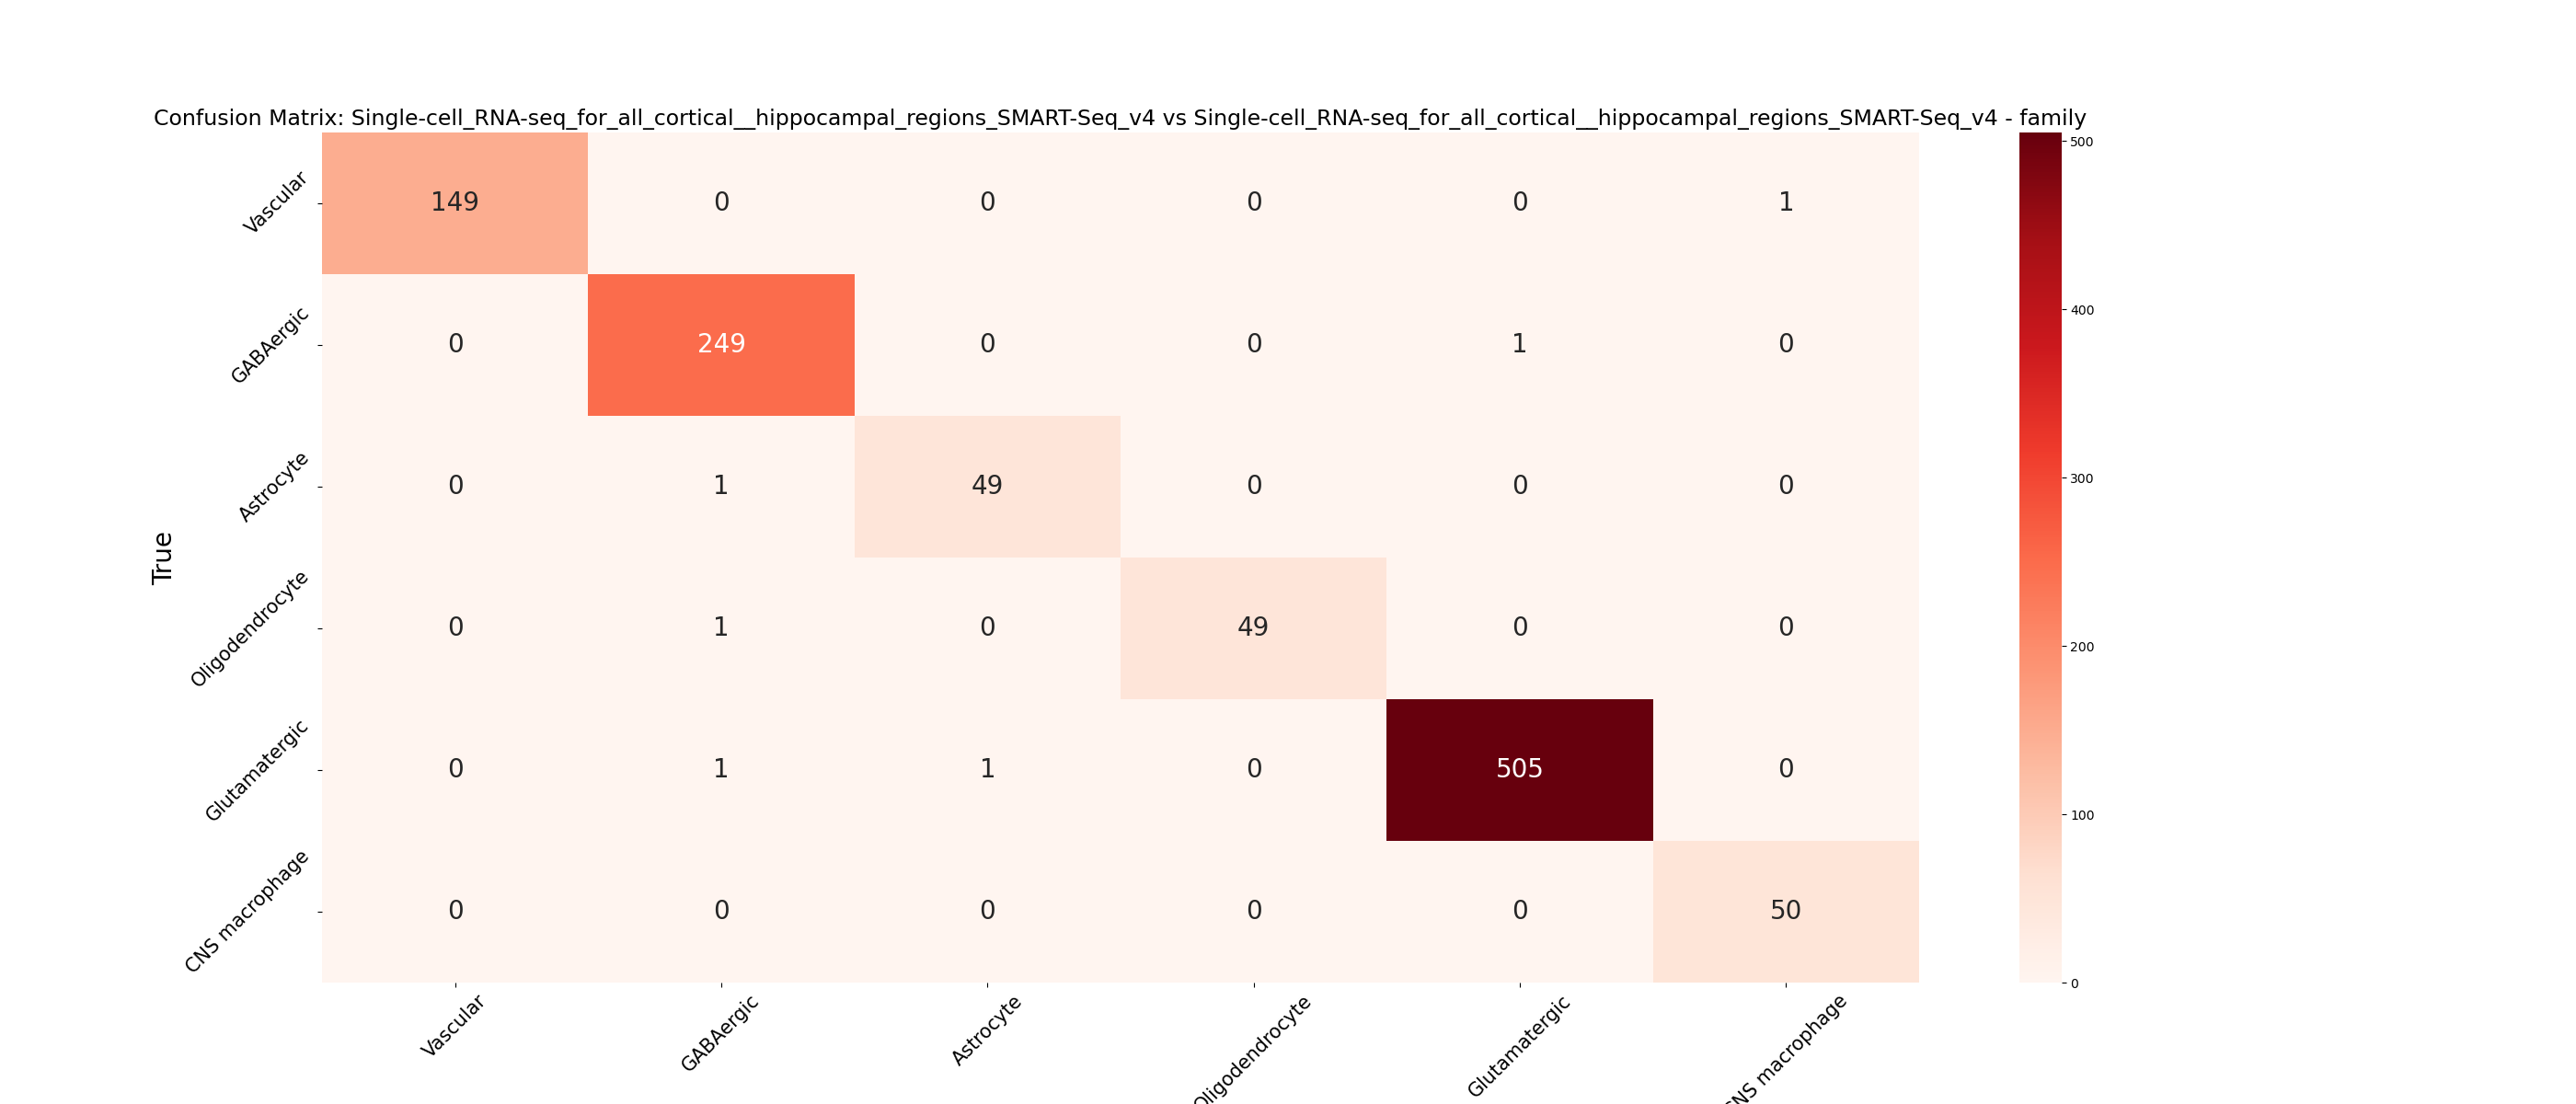 Confusion Matrix: Single-cell_RNA-seq_for_all_cortical__hippocampal_regions_SMART-Seq_v4 vs Single-cell_RNA-seq_for_all_cortical__hippocampal_regions_SMART-Seq_v4 - family
True
Vascular 149 0 0 0 0 1
GABAergic 0 249 0 0 1 0
Astrocyte 0 1 49 0 0 0
Oligodendrocyte 0 1 0 49 0 0
Glutamatergic 0 1 1 0 505 0
CNS macrophage 0 0 0 0 0 50
Vascular GABAergic Astrocyte Oligodendrocyte Glutamatergic CNS macrophage
500
400
300
200
100
0